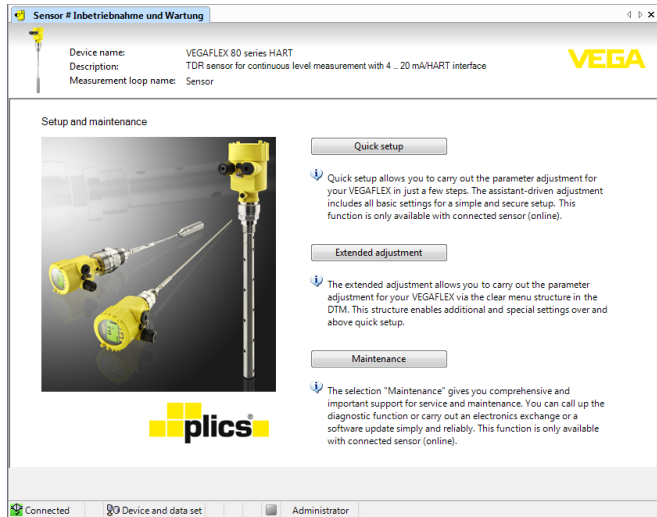 Sensor # Inbetriebnahme und Wartung
Device name: VEGAFLEX 80 series HART
Description: TDR sensor for continuous level measurement with 4 .. 20 mA/HART interface
Measurement loop name: Sensor
VEGA
Setup and maintenance
Quick setup
Quick setup allows you to carry out the parameter adjustment for
your VEGAFLEX in just a few steps. The assistant-driven adjustment
includes all basic settings for a simple and secure setup. This
function is only available with connected sensor (online).
Extended adjustment
The extended adjustment allows you to carry out the parameter
adjustment for your VEGAFLEX via the clear menu structure in the
DTM. This structure enables additional and special settings over and
above quick setup.
Maintenance
The selection "Maintenance" gives you comprehensive and
important support for service and maintenance. You can call up the
diagnostic function or carry out an electronics exchange or a
software update simply and reliably. This function is only available
with connected sensor (online).
plics®
Connected Device and data set Administrator